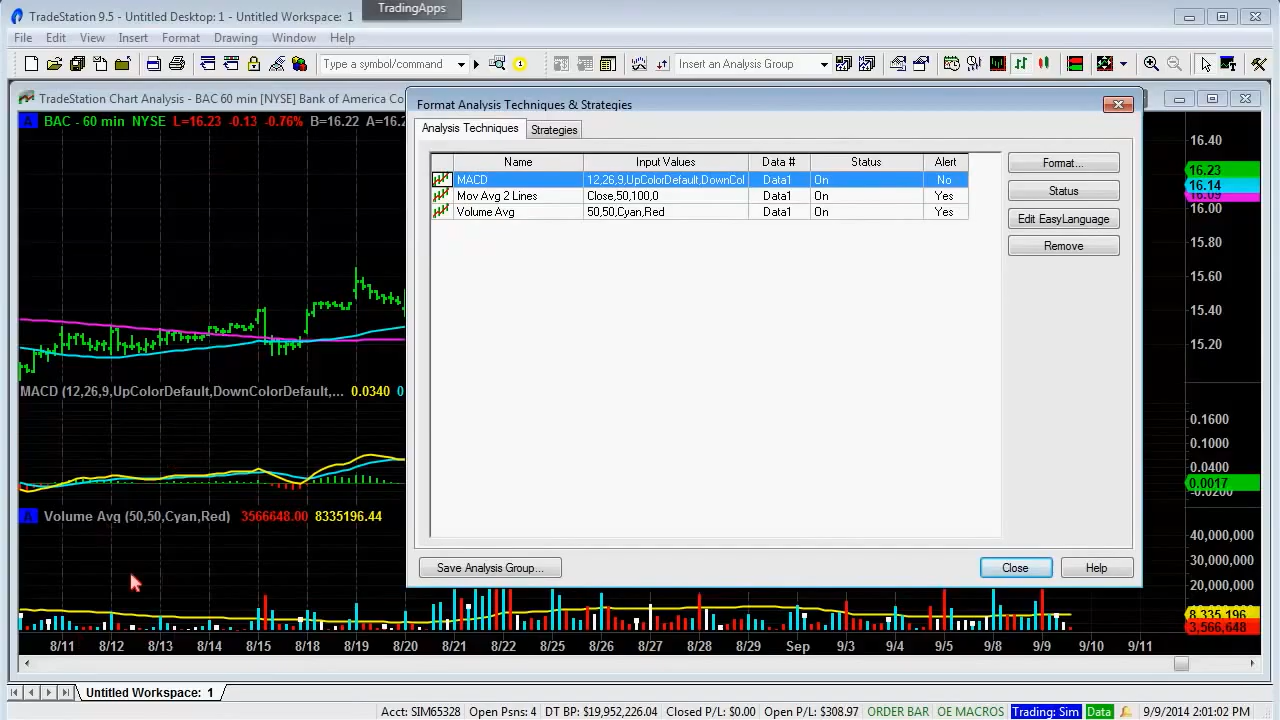 TradingApps
TradeStation 9.5 - Untitled Desktop: 1 - Untitled Workspace: 1
File Edit View Insert Format Drawing Window Help
Type a symbol/command
Insert an Analysis Group
TradeStation Chart Analysis - BAC 60 min [NYSE] Bank of America Co
BAC - 60 min NYSE L=16.23 -0.13 -0.76% B=16.22 A=16.2
Format Analysis Techniques & Strategies
Analysis Techniques Strategies
Name Input Values Data # Status Alert
MACD 12,26,9,UpColorDefault,DownCol Data1 On No
Mov Avg 2 Lines Close,50,100,0 Data1 On Yes
Volume Avg 50,50,Cyan,Red Data1 On Yes
Format...
Status
Edit EasyLanguage
Remove
Save Analysis Group...
Close
Help
16.40
16.23
16.14
16.09
16.00
15.80
15.60
15.40
15.20
MACD (12,26,9,UpColorDefault,DownColorDefault,... 0.0340 0
0.1600
0.1000
0.0400
0.0017
-0.0200
Volume Avg (50,50,Cyan,Red) 3566648.00 8335196.44
40,000,000
30,000,000
20,000,000
8,335,196
3,566,648
8/11 8/12 8/13 8/14 8/15 8/18 8/19 8/20 8/21 8/22 8/25 8/26 8/27 8/28 8/29 Sep 9/3 9/4 9/5 9/8 9/9 9/10 9/11
Untitled Workspace: 1
Acct: SIM65328 Open Posns: 4 DT BP: $19,952,226.04 Closed P/L: $0.00 Open P/L: $308.97 ORDER BAR OE MACROS Trading: Sim Data 9/9/2014 2:01:02 PM